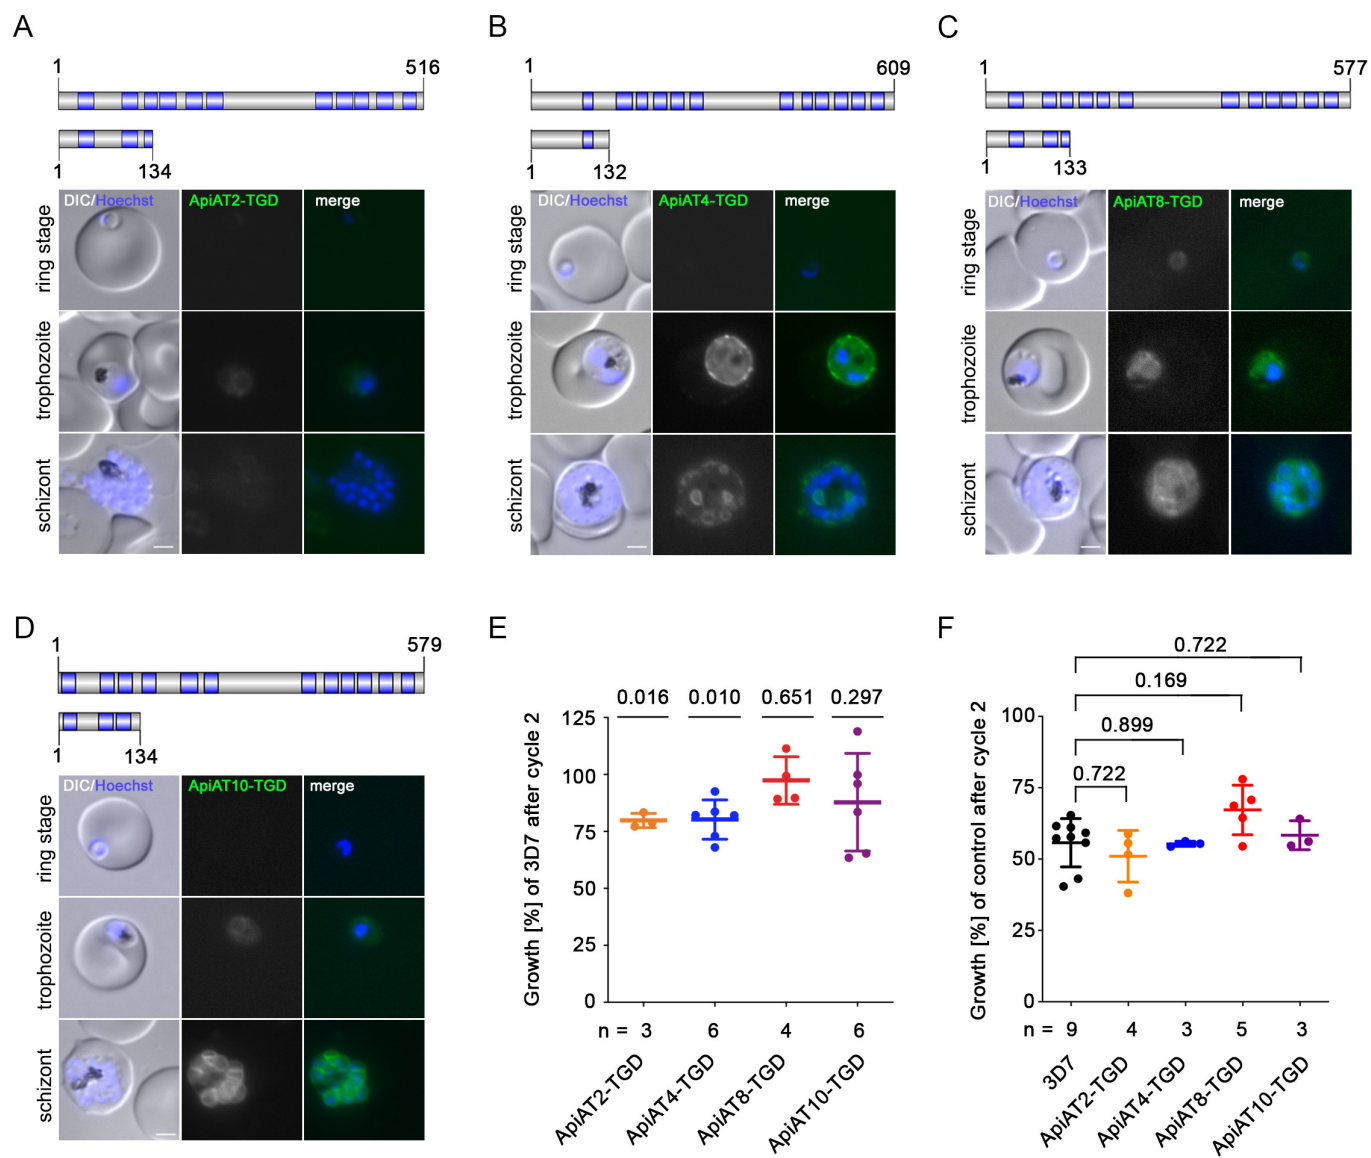 A
1 516
1 134
DIC/Hoechst ApiAT2-TGD merge
ring stage
trophozoite
schizont
B
1 609
1 132
DIC/Hoechst ApiAT4-TGD merge
ring stage
trophozoite
schizont
C
1 577
1 133
DIC/Hoechst ApiAT8-TGD merge
ring stage
trophozoite
schizont
D
1 579
1 134
DIC/Hoechst ApiAT10-TGD merge
ring stage
trophozoite
schizont
E
Growth [%] of 3D7 after cycle 2
0.016 0.010 0.651 0.297
125
100
75
50
25
0
n = 3 6 4 6
ApiAT2-TGD
ApiAT4-TGD
ApiAT8-TGD
ApiAT10-TGD
F
Growth [%] of control after cycle 2
0.722
0.169
0.899
0.722
100
75
50
25
0
n = 9 4 3 5 3
3D7
ApiAT2-TGD
ApiAT4-TGD
ApiAT8-TGD
ApiAT10-TGD